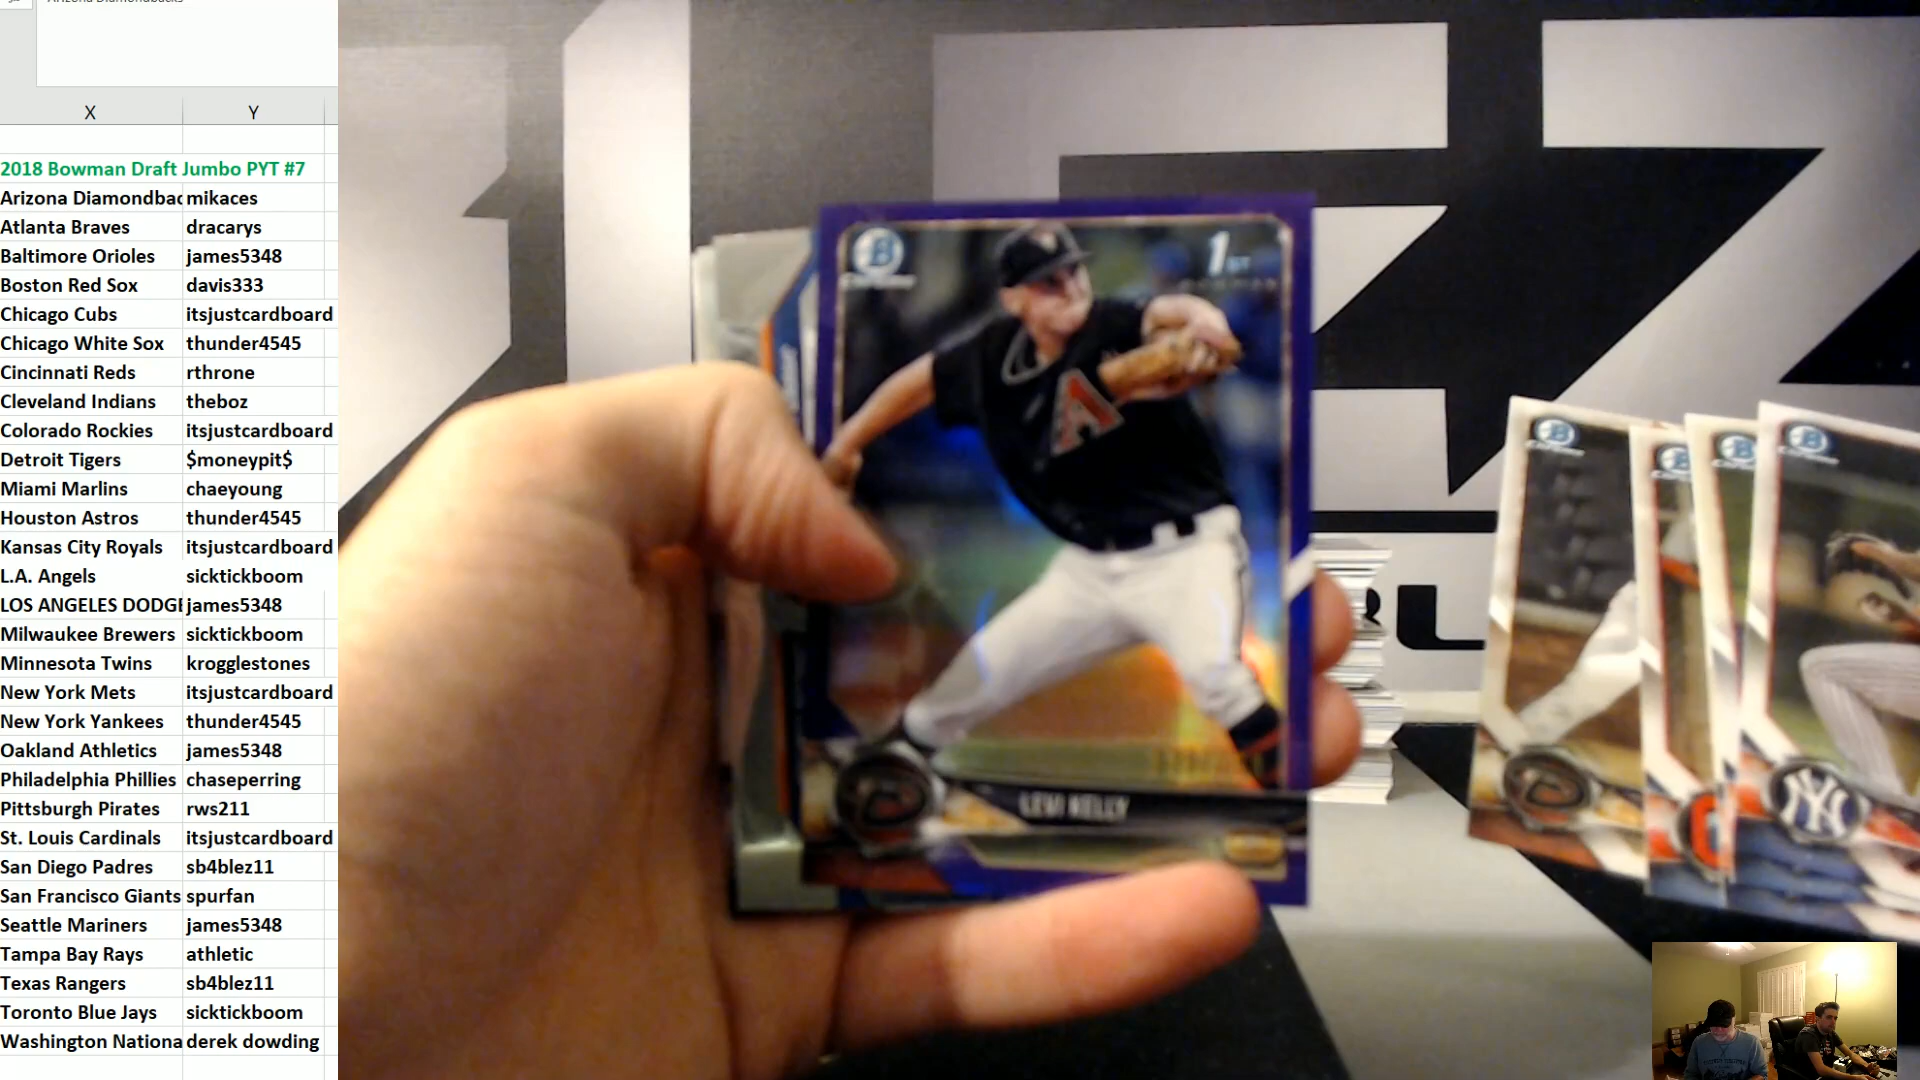 X Y
2018 Bowman Draft Jumbo PYT #7
Arizona Diamondbac mikaces
Atlanta Braves dracarys
Baltimore Orioles james5348
Boston Red Sox davis333
Chicago Cubs itsjustcardboard
Chicago White Sox thunder4545
Cincinnati Reds rthrone
Cleveland Indians theboz
Colorado Rockies itsjustcardboard
Detroit Tigers $moneypit$
Miami Marlins chaeyoung
Houston Astros thunder4545
Kansas City Royals itsjustcardboard
L.A. Angels sicktickboom
LOS ANGELES DODGE james5348
Milwaukee Brewers sicktickboom
Minnesota Twins krogglestones
New York Mets itsjustcardboard
New York Yankees thunder4545
Oakland Athletics james5348
Philadelphia Phillies chaseperring
Pittsburgh Pirates rws211
St. Louis Cardinals itsjustcardboard
San Diego Padres sb4blez11
San Francisco Giants spurfan
Seattle Mariners james5348
Tampa Bay Rays athletic
Texas Rangers sb4blez11
Toronto Blue Jays sicktickboom
Washington Nationa derek dowding
B
1ST
A
LEVI KELLY
NY